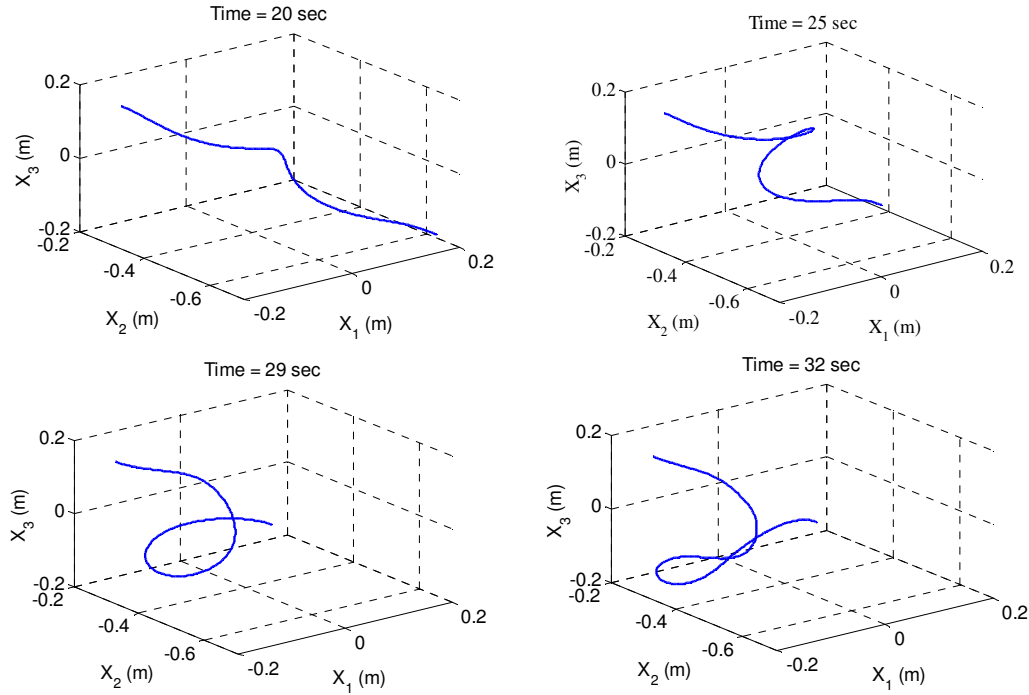 Time = 20 sec
0.2
0
-0.2
-0.2
-0.4
-0.6
-0.2
0
0.2
X3 (m)
X2 (m)
X1 (m)
Time = 25 sec
0.2
0
-0.2
-0.2
-0.4
-0.6
-0.2
0
0.2
X3 (m)
X2 (m)
X1 (m)
Time = 29 sec
0.2
0
-0.2
-0.2
-0.4
-0.6
-0.2
0
0.2
X3 (m)
X2 (m)
X1 (m)
Time = 32 sec
0.2
0
-0.2
-0.2
-0.4
-0.6
-0.2
0
0.2
X3 (m)
X2 (m)
X1 (m)